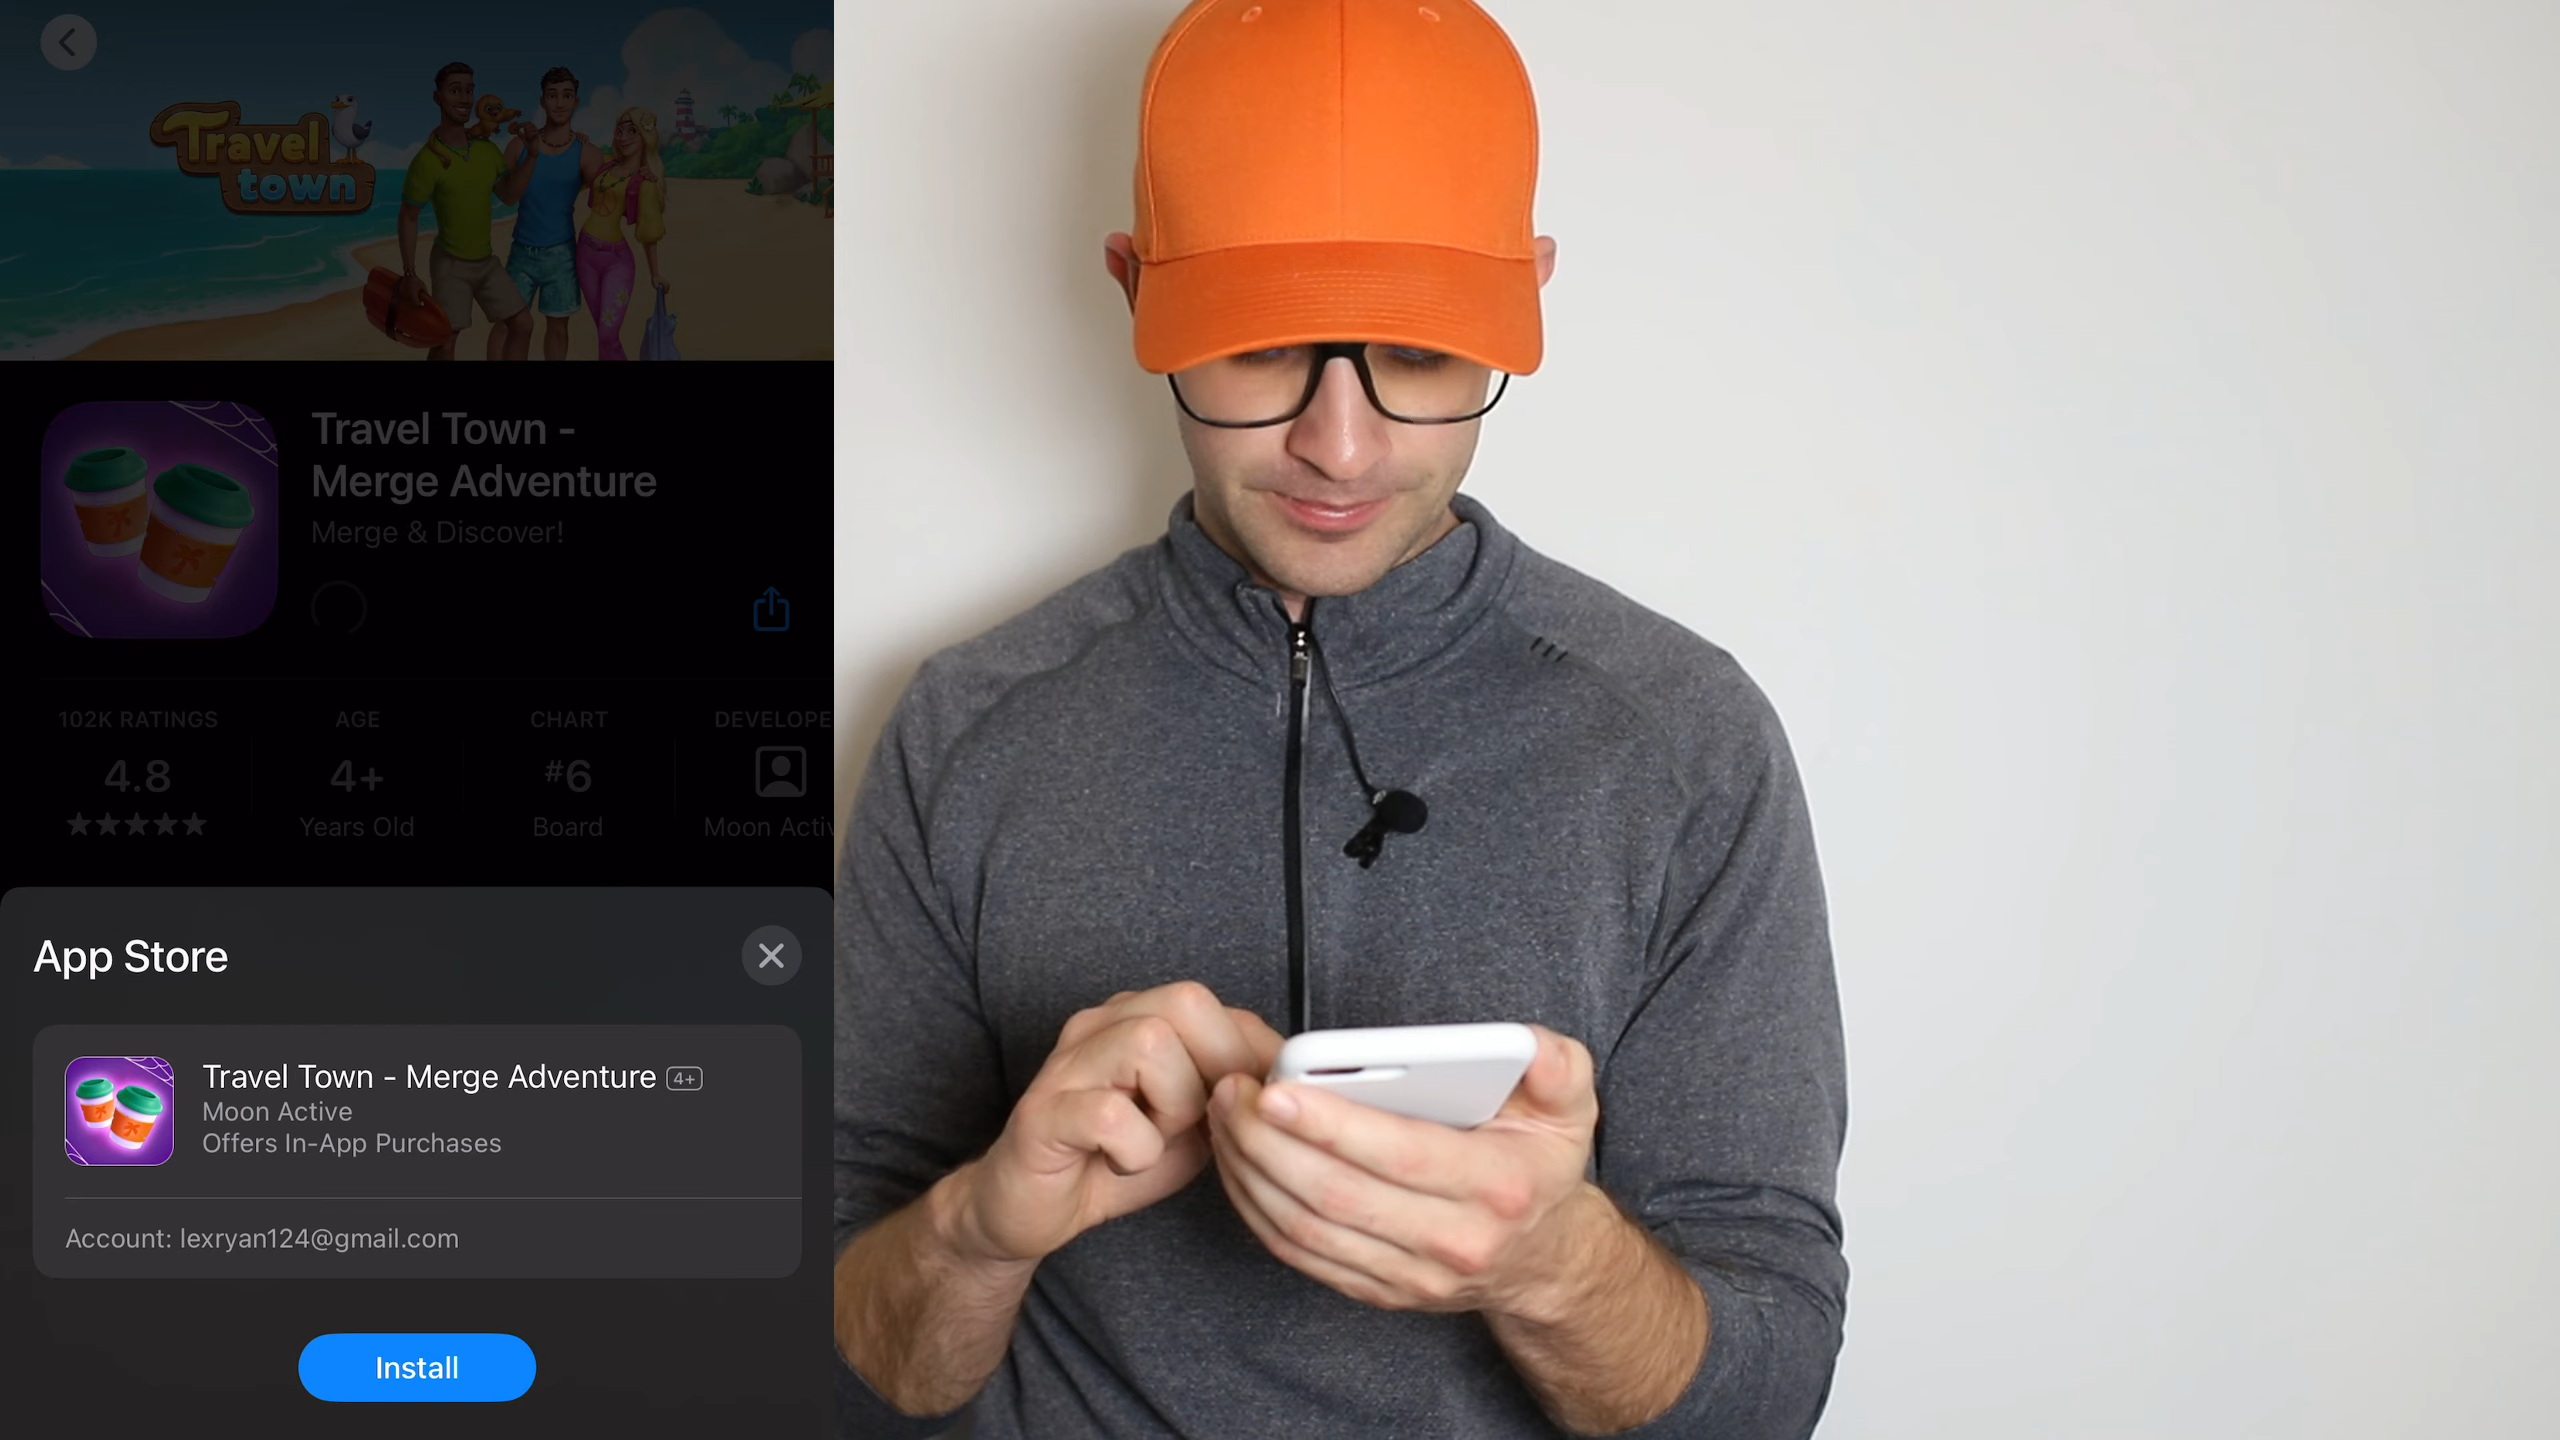 Travel
town
Travel Town -
Merge Adventure
Merge & Discover!
102K RATINGS
AGE
CHART
DEVELOPE
4.8
4+
#6
★★★★★
Years Old
Board
Moon Activ
App Store
Travel Town - Merge Adventure 4+
Moon Active
Offers In-App Purchases
Account: lexryan124@gmail.com
Install